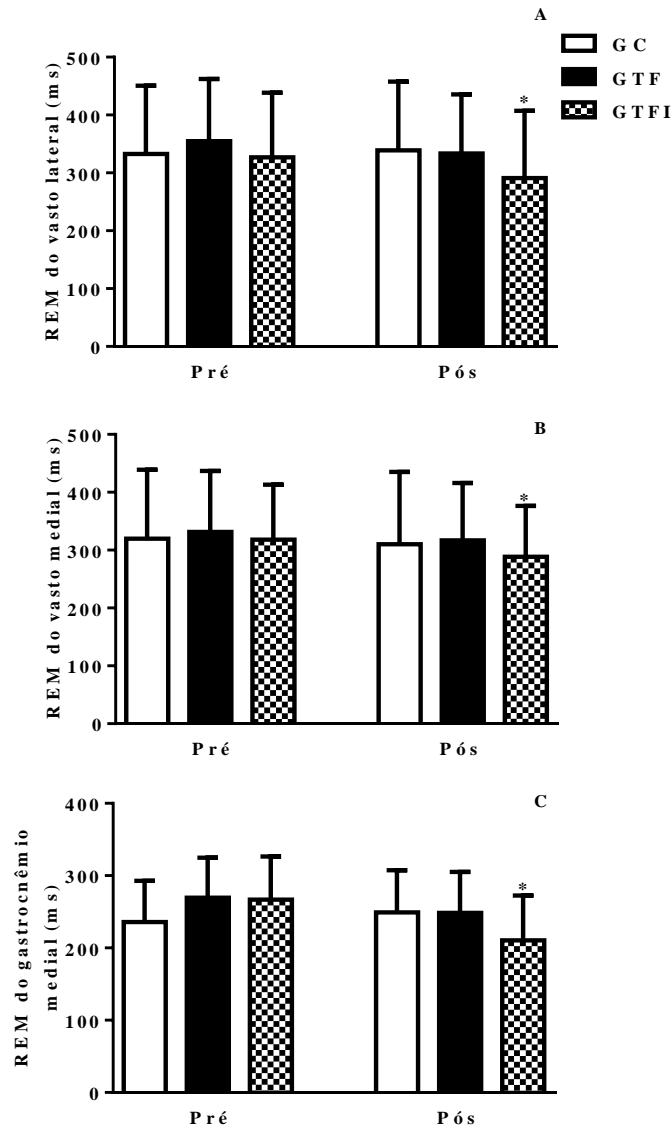 A
GC
GTF
GTFI
REM do vasto lateral (ms)
500
400
300
200
100
0
*
Pré
Pós
B
REM do vasto medial (ms)
500
400
300
200
100
0
*
Pré
Pós
C
REM do gastrocnêmio
medial (ms)
400
300
200
100
0
*
Pré
Pós